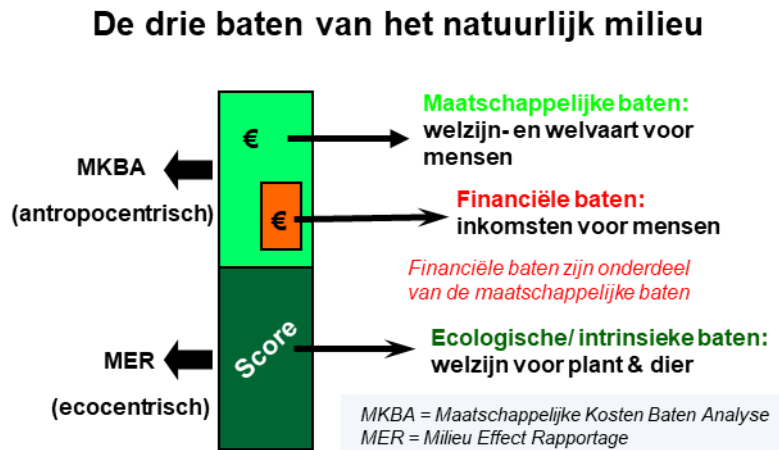 De drie baten van het natuurlijk milieu
Maatschappelijke baten:
welzijn- en welvaart voor
mensen
€
MKBA
(antropocentrisch)
Financiële baten:
inkomsten voor mensen
€
Financiële baten zijn onderdeel
van de maatschappelijke baten
Score
Ecologische/ intrinsieke baten:
welzijn voor plant & dier
MER
(ecocentrisch)
MKBA = Maatschappelijke Kosten Baten Analyse
MER = Milieu Effect Rapportage